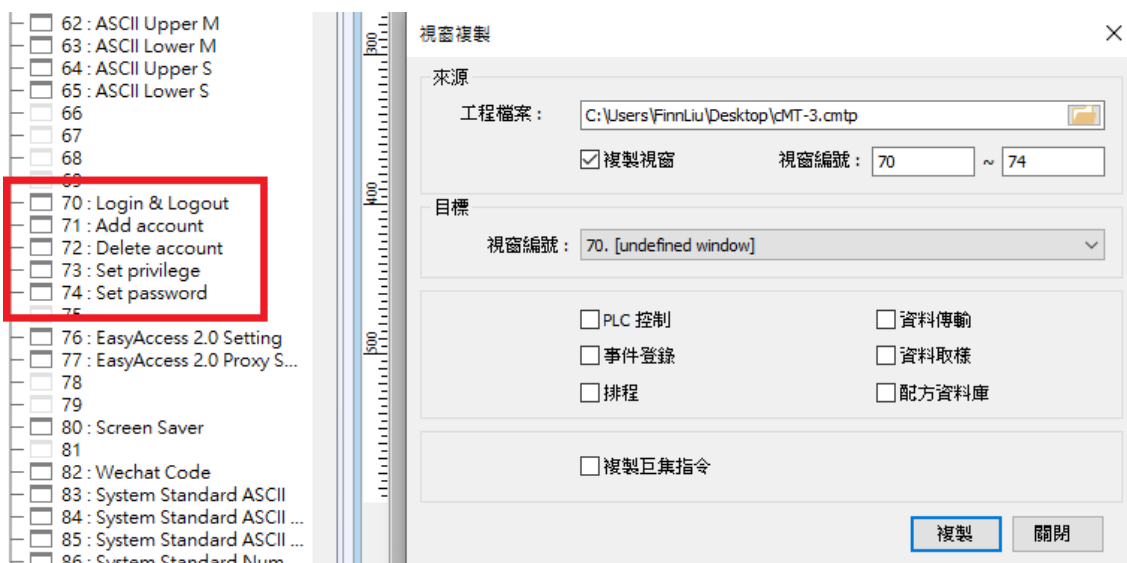 62 : ASCII Upper M
63 : ASCII Lower M
64 : ASCII Upper S
65 : ASCII Lower S
66
67
68
69
70 : Login & Logout
71 : Add account
72 : Delete account
73 : Set privilege
74 : Set password
75
76 : EasyAccess 2.0 Setting
77 : EasyAccess 2.0 Proxy S...
78
79
80 : Screen Saver
81
82 : Wechat Code
83 : System Standard ASCII
84 : System Standard ASCII ...
85 : System Standard ASCII ...
86 : System Standard Num
300
400
500
視窗複製
來源
工程檔案： C:\Users\FinnLiu\Desktop\cMT-3.cmtp
複製視窗 視窗編號： 70 ~ 74
目標
視窗編號： 70. [undefined window]
PLC 控制 資料傳輸
事件登錄 資料取樣
排程 配方資料庫
複製巨集指令
複製 關閉